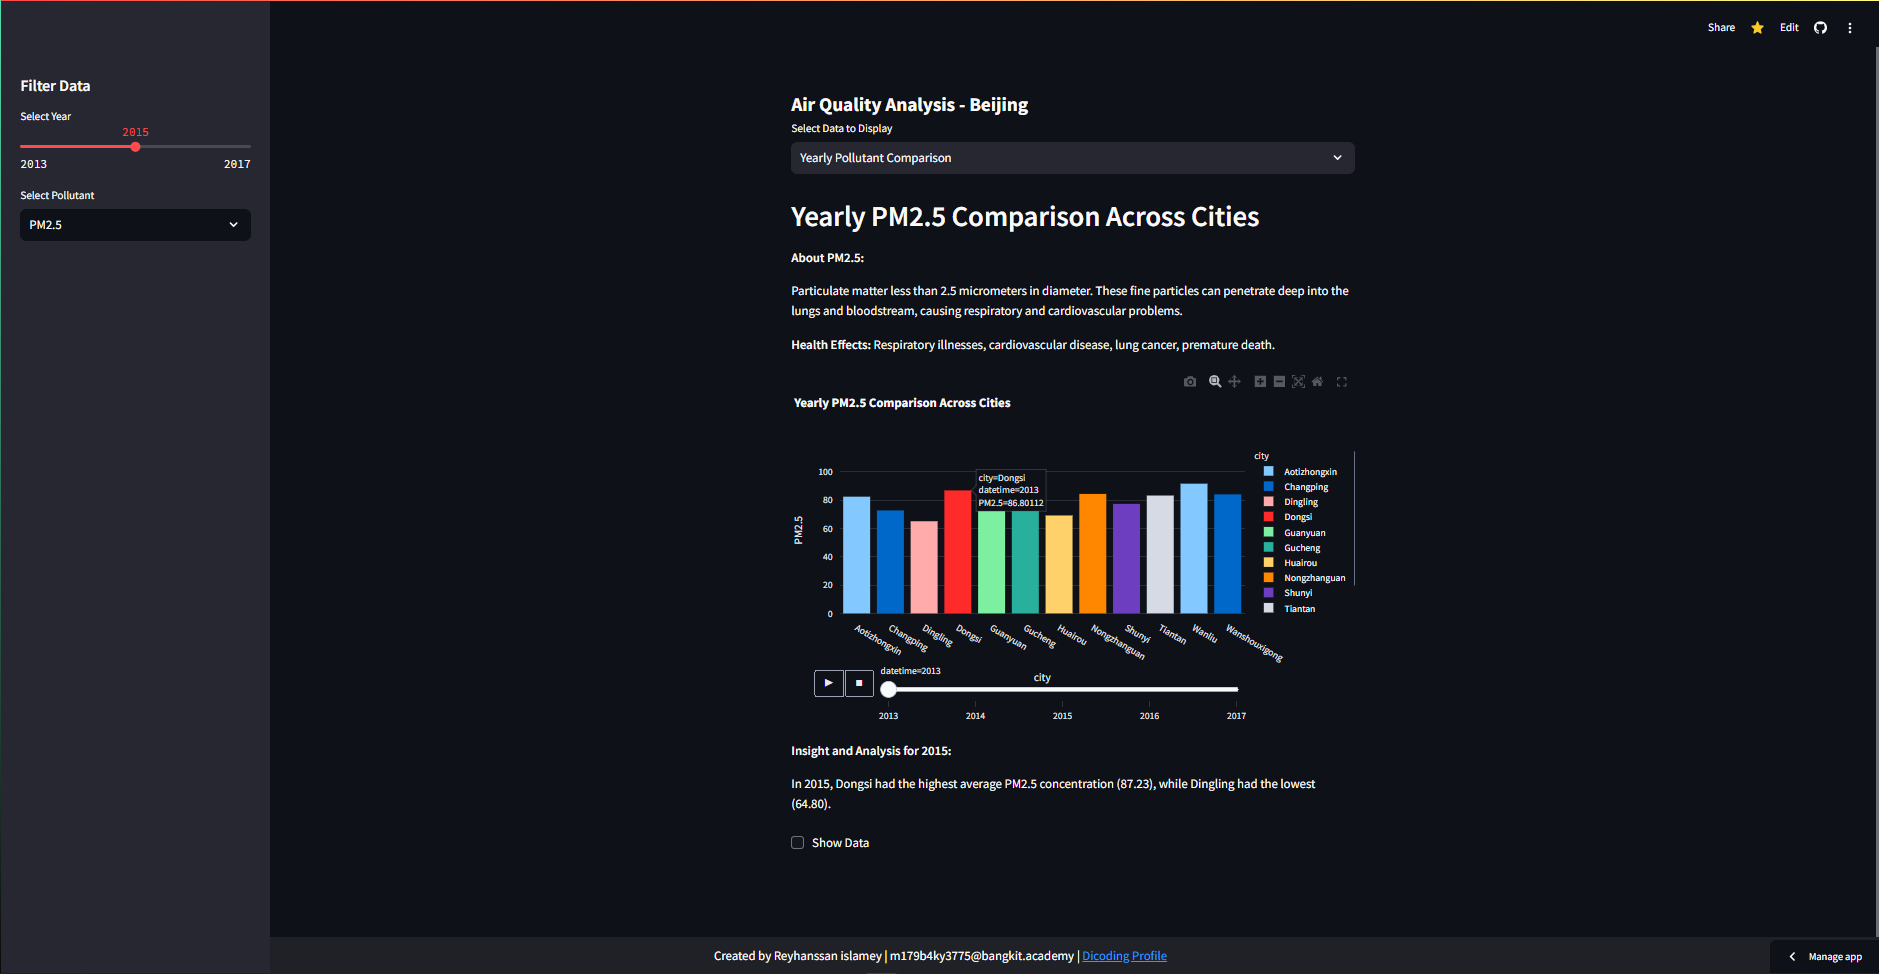 Share
Edit
Filter Data
Select Year
2015
2013
2017
Select Pollutant
PM2.5
Air Quality Analysis - Beijing
Select Data to Display
Yearly Pollutant Comparison
Yearly PM2.5 Comparison Across Cities
About PM2.5:
Particulate matter less than 2.5 micrometers in diameter. These fine particles can penetrate deep into the
lungs and bloodstream, causing respiratory and cardiovascular problems.
Health Effects: Respiratory illnesses, cardiovascular disease, lung cancer, premature death.
Yearly PM2.5 Comparison Across Cities
PM2.5
100
80
60
40
20
0
city=Dongsi
datetime=2013
PM2.5=86.80112
city
Aotizhongxin
Changping
Dingling
Dongsi
Guanyuan
Gucheng
Huairou
Nongzhanguan
Shunyi
Tiantan
Aotizhongxin
Changping
Dingling
Dongsi
Guanyuan
Gucheng
Huairou
Nongzhanguan
Shunyi
Tiantan
Wanliu
Wanshouxigong
datetime=2013
city
2013
2014
2015
2016
2017
Insight and Analysis for 2015:
In 2015, Dongsi had the highest average PM2.5 concentration (87.23), while Dingling had the lowest
(64.80).
Show Data
Created by Reyhanssan islamey | m179b4ky3775@bangkit.academy | Dicoding Profile
Manage app